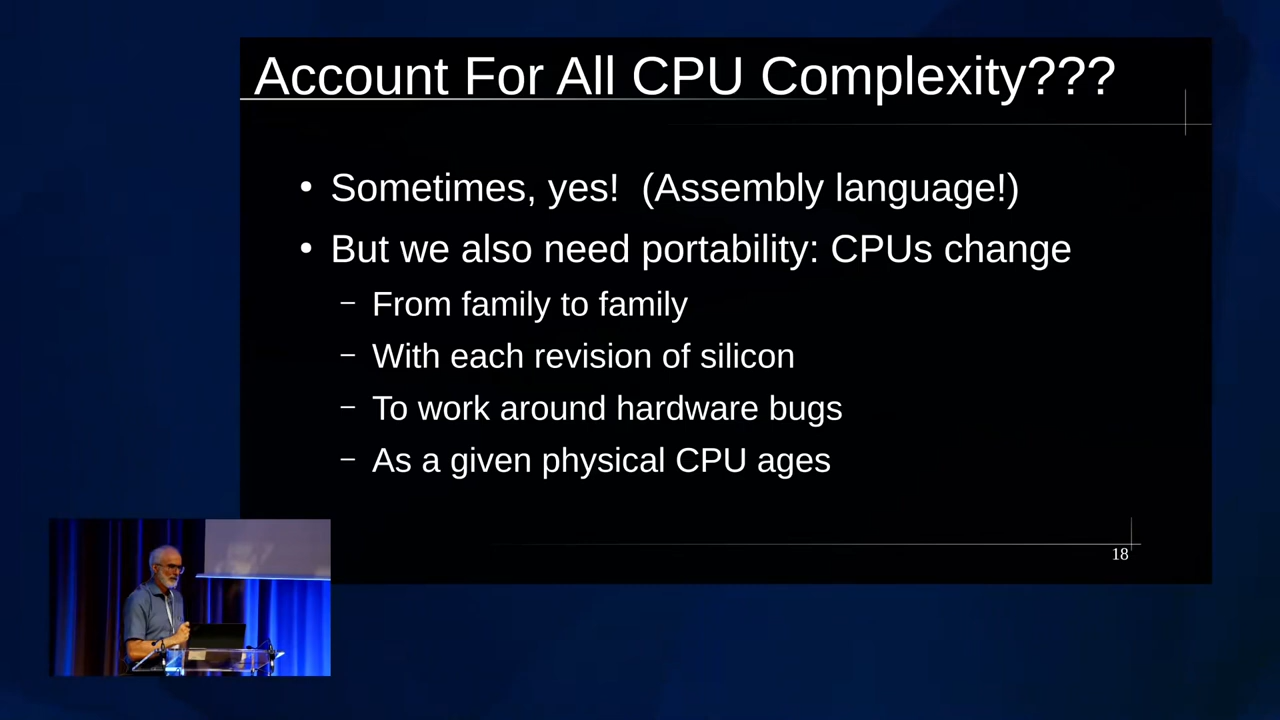 Account For All CPU Complexity???
• Sometimes, yes!  (Assembly language!)
• But we also need portability: CPUs change
– From family to family
– With each revision of silicon
– To work around hardware bugs
– As a given physical CPU ages
18